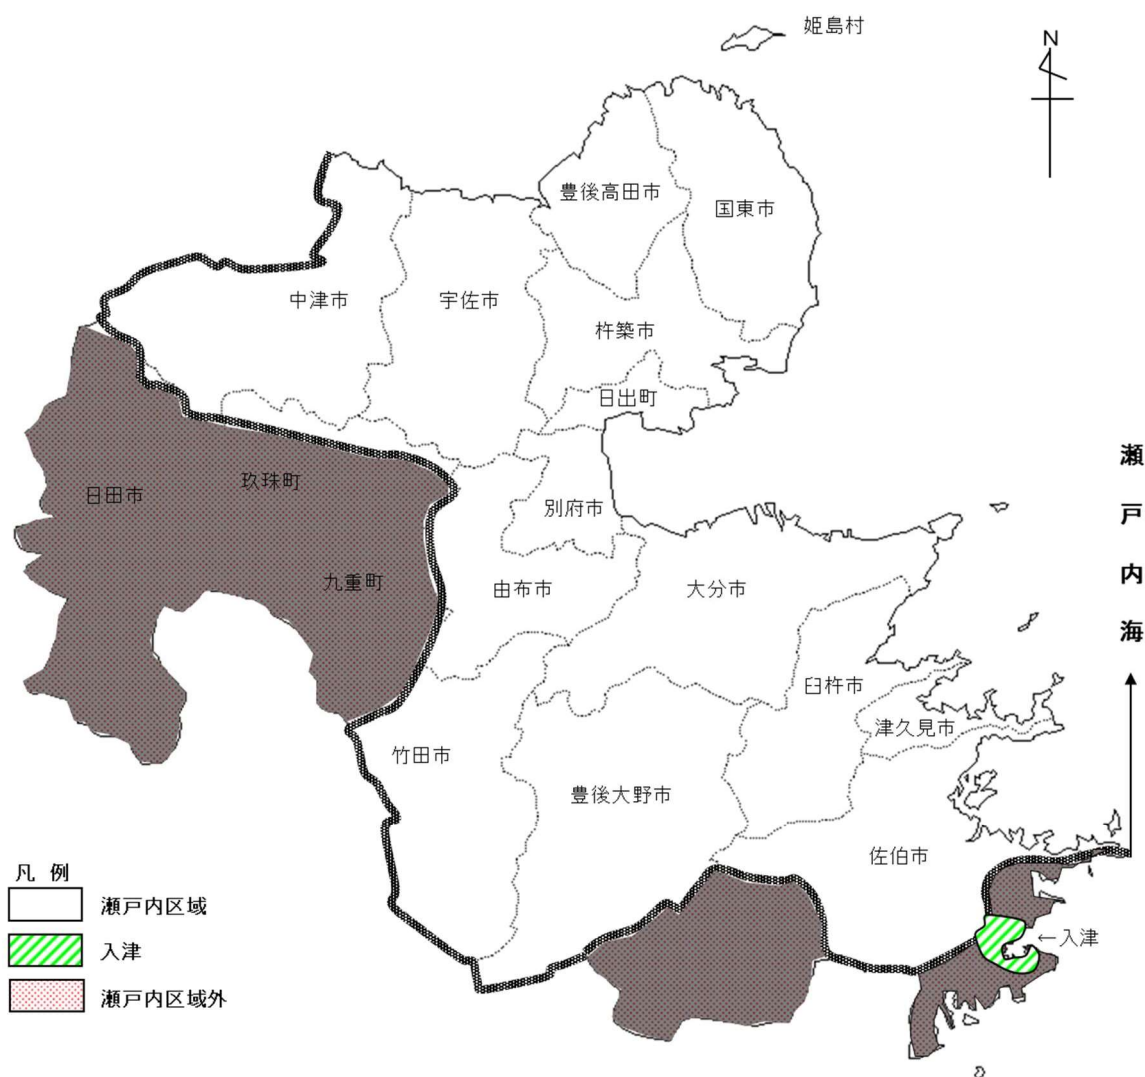 姫島村
N
豊後高田市
国東市
中津市
宇佐市
杵築市
日出町
瀬戸内海
玖珠町
日田市
別府市
九重町
由布市
大分市
臼杵市
津久見市
竹田市
豊後大野市
佐伯市
凡 例
瀬戸内区域
入津
瀬戸内区域外
←入津